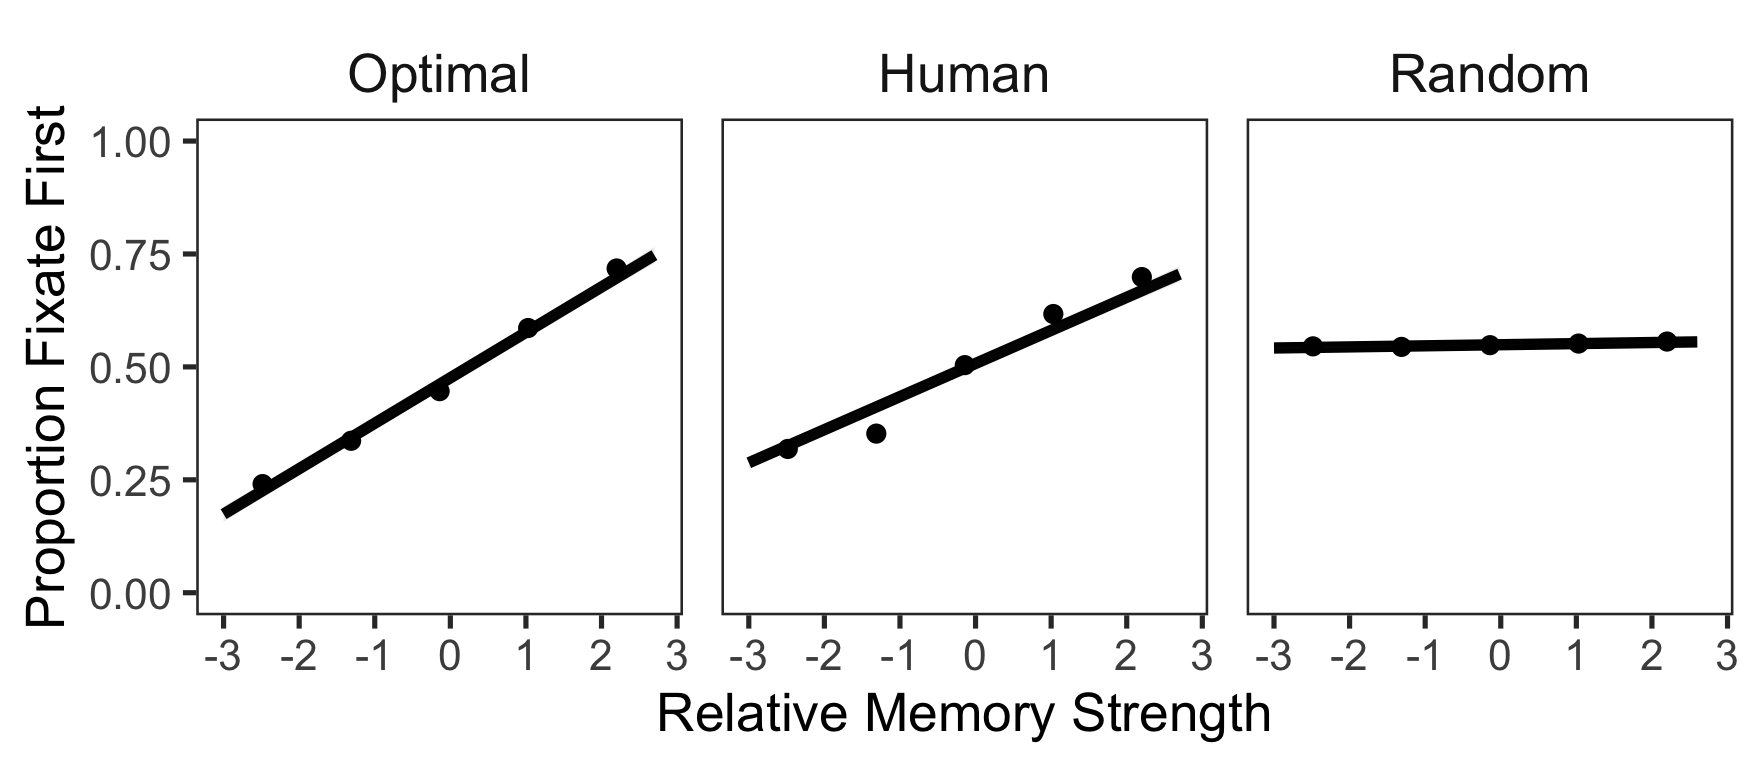 Optimal Human Random
Proportion Fixate First
1.00
0.75
0.50
0.25
0.00
-3 -2 -1 0 1 2 3 -3 -2 -1 0 1 2 3 -3 -2 -1 0 1 2 3
Relative Memory Strength